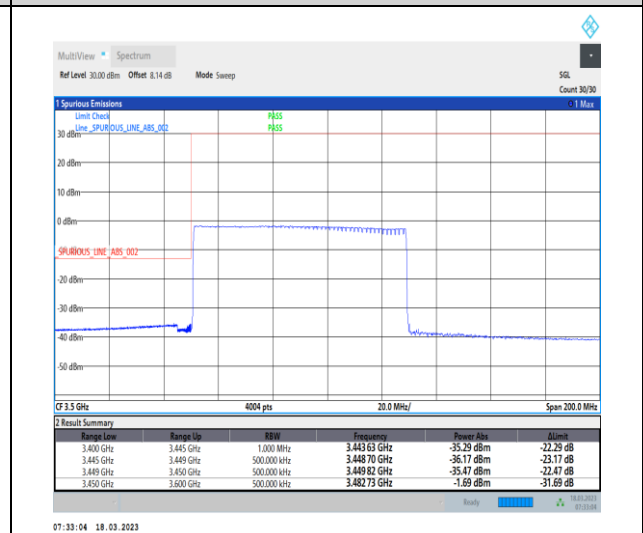 MultiView Spectrum
Ref Level 30.00 dBm Offset 8.14 dB Mode Sweep SGL
Count 30/30
1 Spurious Emissions 1 Max
Limit Check PASS
Line _SPURIOUS_LINE_ABS_002 PASS
30 dBm
20 dBm
10 dBm
0 dBm
_SPURIOUS_LINE_ABS_002
-20 dBm
-30 dBm
-40 dBm
-50 dBm
CF 3.5 GHz 4004 pts 20.0 MHz/ Span 200.0 MHz
2 Result Summary
Range Low Range Up RBW Frequency Power Abs ΔLimit
3.400 GHz 3.445 GHz 1.000 MHz 3.443 63 GHz -35.29 dBm -22.29 dB
3.445 GHz 3.449 GHz 500.000 kHz 3.448 70 GHz -36.17 dBm -23.17 dB
3.449 GHz 3.450 GHz 500.000 kHz 3.449 82 GHz -35.47 dBm -22.47 dB
3.450 GHz 3.600 GHz 500.000 kHz 3.482 73 GHz -1.69 dBm -31.69 dB
Ready 18.03.2023
07:33:04
07:33:04 18.03.2023